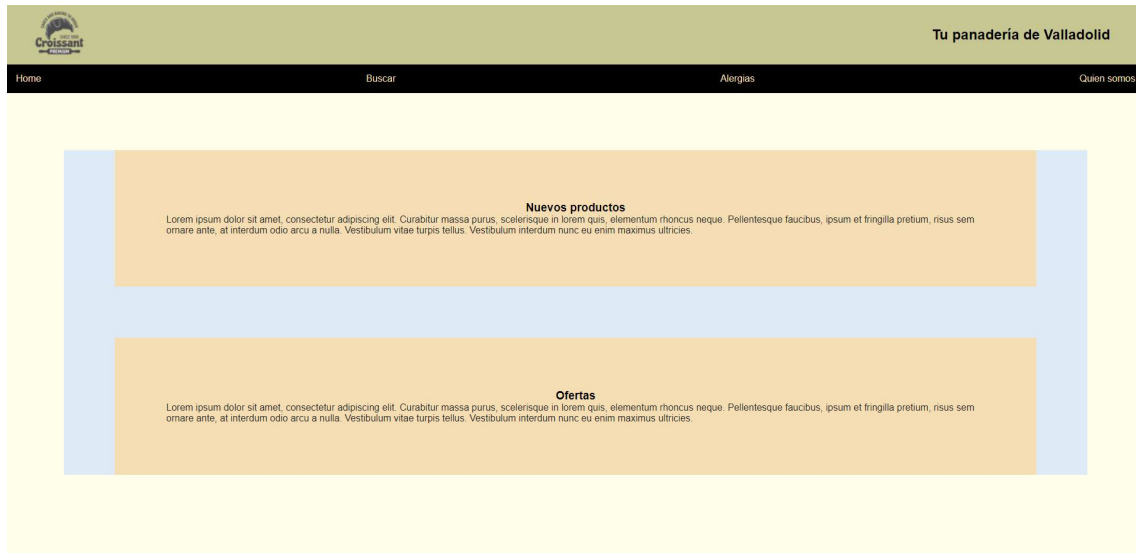 Croissant
PREMIUM
Tu panadería de Valladolid
Home
Buscar
Alergias
Quien somos
Nuevos productos
Lorem ipsum dolor sit amet, consectetur adipiscing elit. Curabitur massa purus, scelerisque in lorem quis, elementum rhoncus neque. Pellentesque faucibus, ipsum et fringilla pretium, risus sem
ornare ante, at interdum odio arcu a nulla. Vestibulum vitae turpis tellus. Vestibulum interdum nunc eu enim maximus ultricies.
Ofertas
Lorem ipsum dolor sit amet, consectetur adipiscing elit. Curabitur massa purus, scelerisque in lorem quis, elementum rhoncus neque. Pellentesque faucibus, ipsum et fringilla pretium, risus sem
ornare ante, at interdum odio arcu a nulla. Vestibulum vitae turpis tellus. Vestibulum interdum nunc eu enim maximus ultricies.